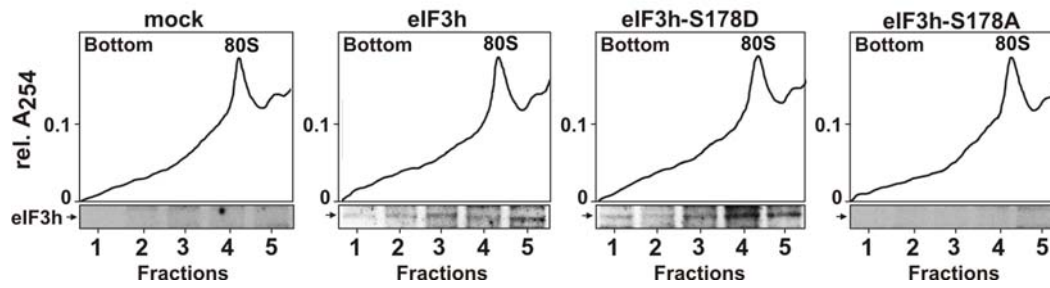 mock eIF3h eIF3h-S178D eIF3h-S178A
Bottom 80S Bottom 80S Bottom 80S Bottom 80S
rel. A254
0.1 0.1 0.1 0.1
0 0 0 0
eIF3h
1 2 3 4 5 1 2 3 4 5 1 2 3 4 5 1 2 3 4 5
Fractions Fractions Fractions Fractions